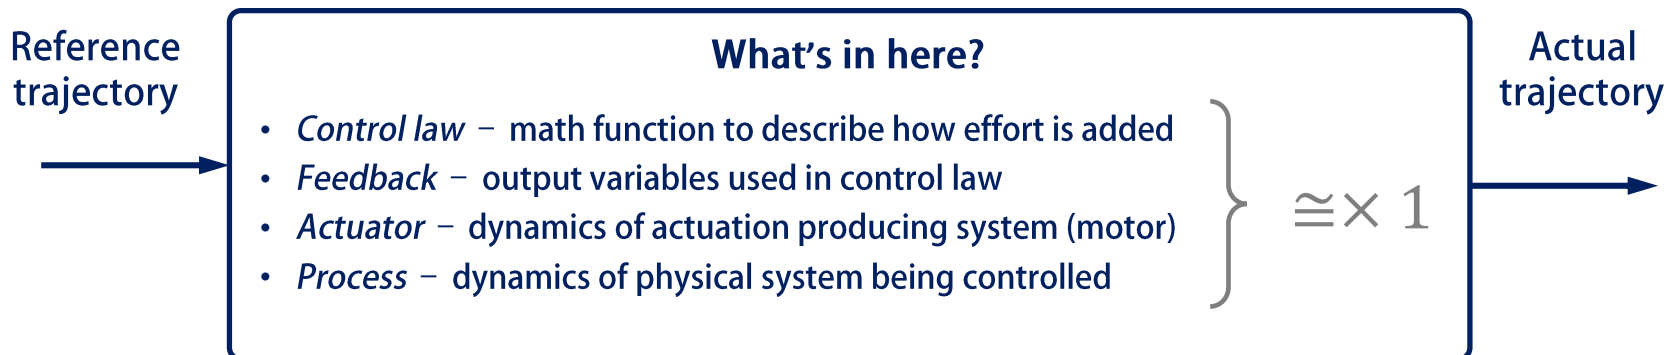 Reference
trajectory
What's in here?
• Control law – math function to describe how effort is added
• Feedback – output variables used in control law
• Actuator – dynamics of actuation producing system (motor)
• Process – dynamics of physical system being controlled
≅× 1
Actual
trajectory